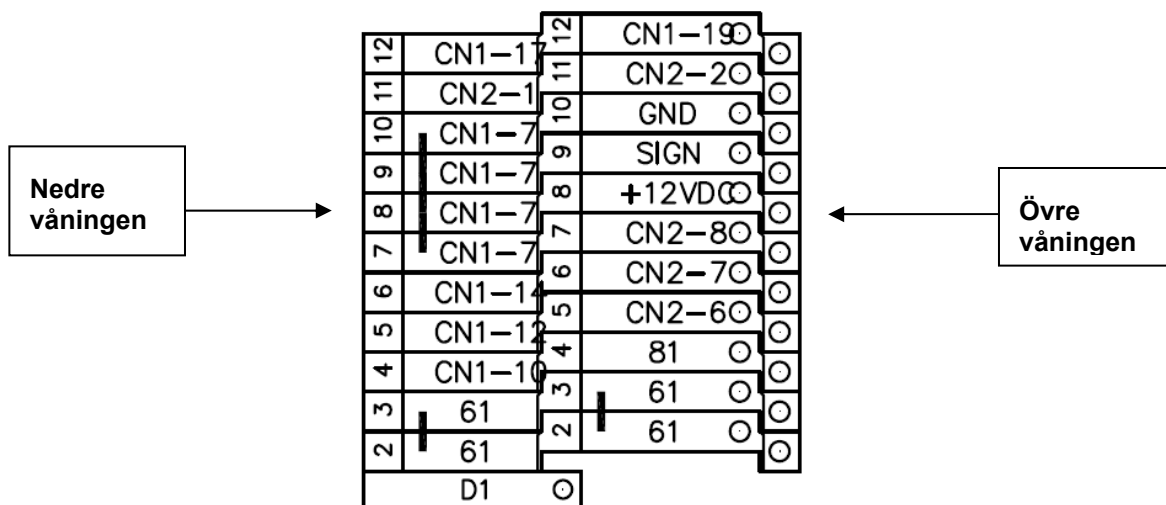 Nedre
våningen
12 CN1-17
11 CN2-1
10 CN1-7
9 CN1-7
8 CN1-7
7 CN1-7
6 CN1-14
5 CN1-12
4 CN1-10
3 61
2 61
D1
12 CN1-19
11 CN2-2
10 GND
9 SIGN
8 +12VDC
7 CN2-8
6 CN2-7
5 CN2-6
4 81
3 61
2 61
Övre
våningen